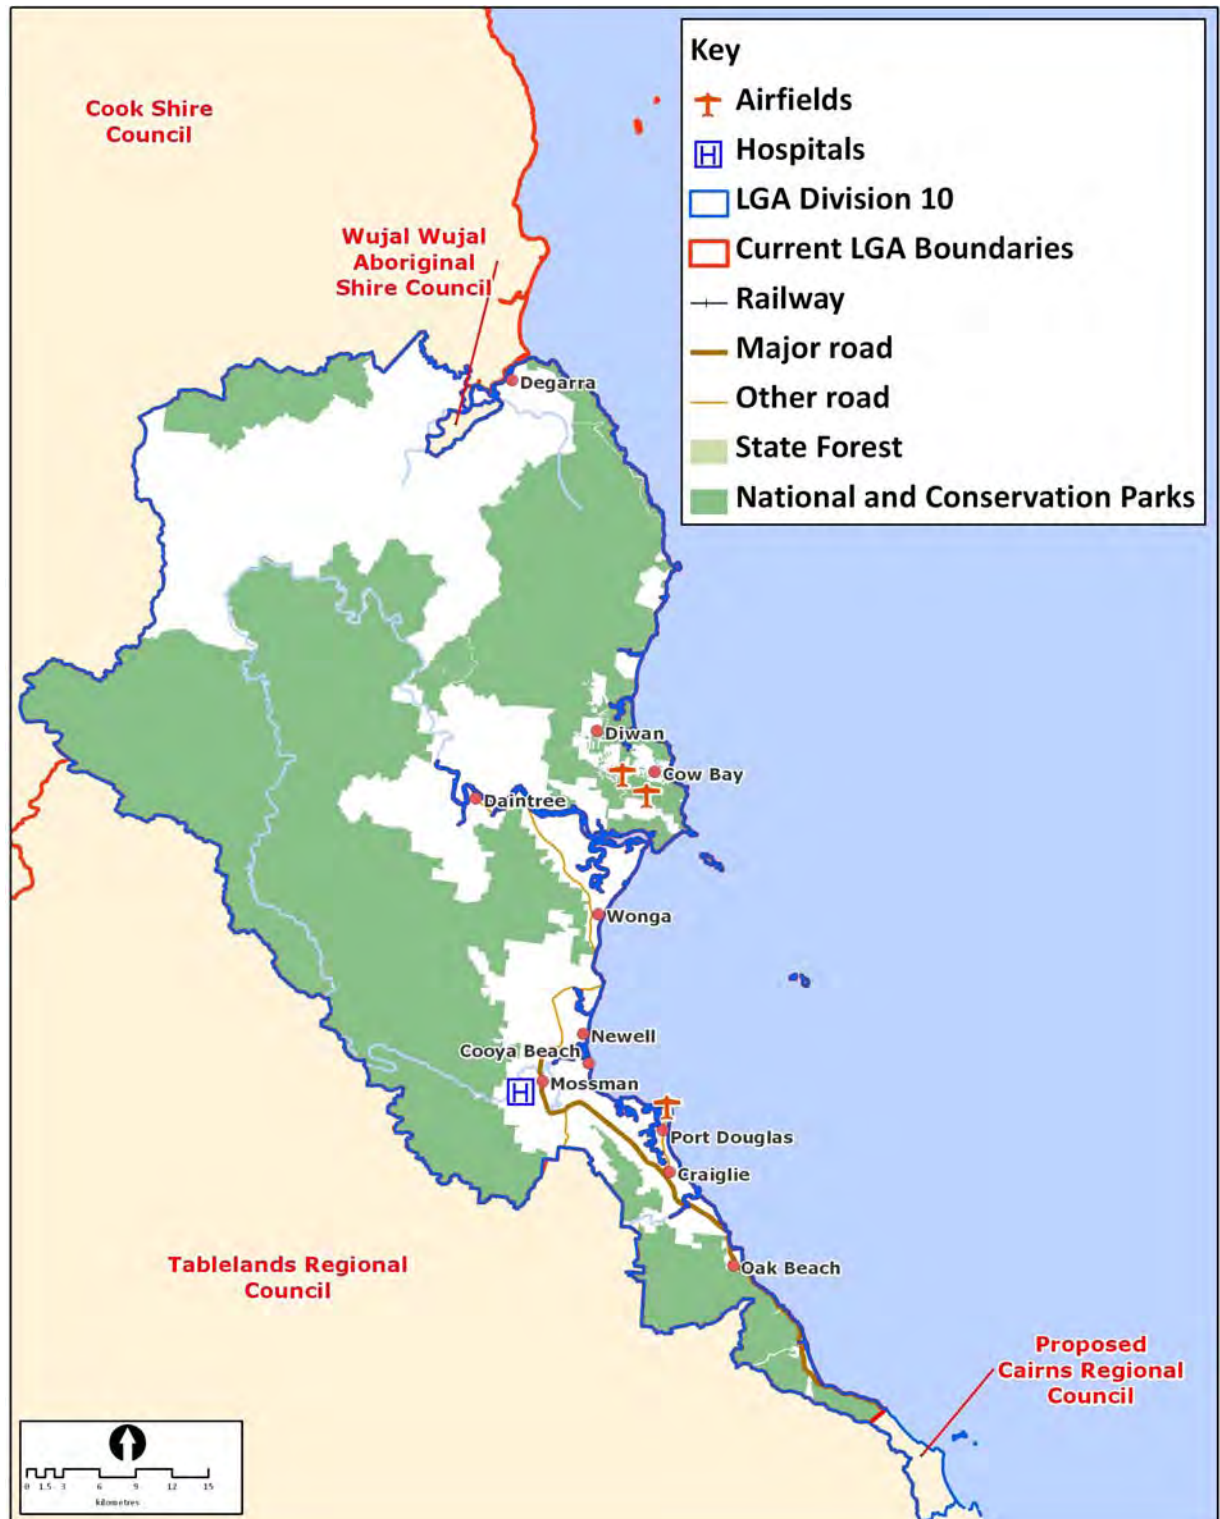 Key
Airfields
H Hospitals
LGA Division 10
Current LGA Boundaries
Railway
Major road
Other road
State Forest
National and Conservation Parks
Cook Shire
Council
Wujal Wujal
Aboriginal
Shire Council
Degarra
Diwan
Cow Bay
Daintree
Wonga
Newell
Cooya Beach
H
Mossman
Port Douglas
Craiglie
Oak Beach
Tablelands Regional
Council
Proposed
Cairns Regional
Council
0 1.5 3 6 9 12 15
kilometres